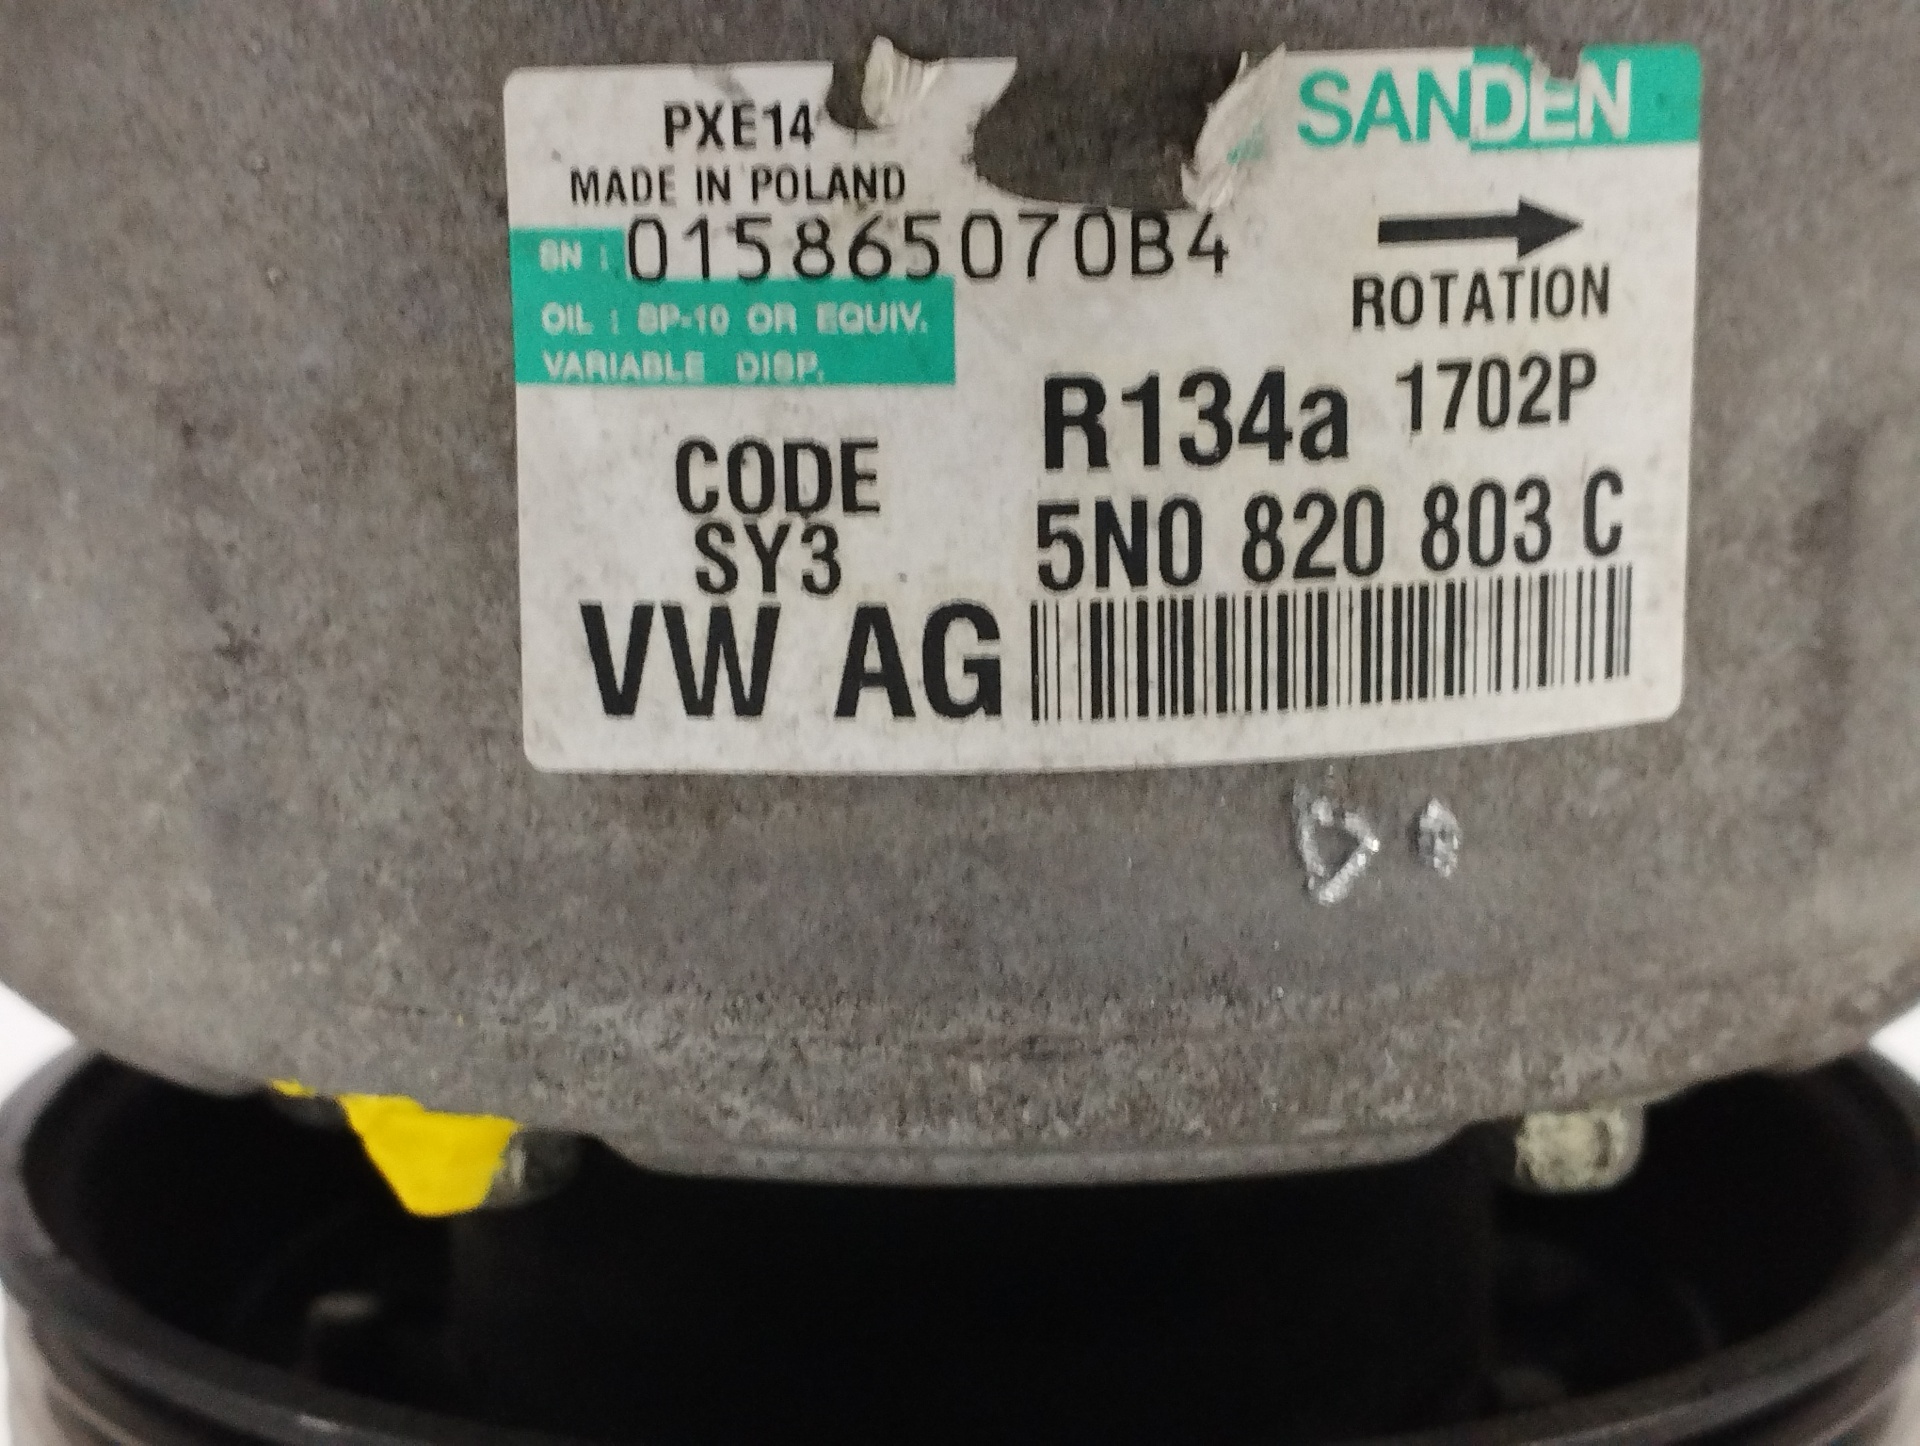 PXE14
SANDEN
MADE IN POLAND
SN : 015865070B4
ROTATION
OIL : SP-10 OR EQUIV.
VARIABLE DISP.
R134a 1702P
CODE
SY3
5N0 820 803 C
VW AG